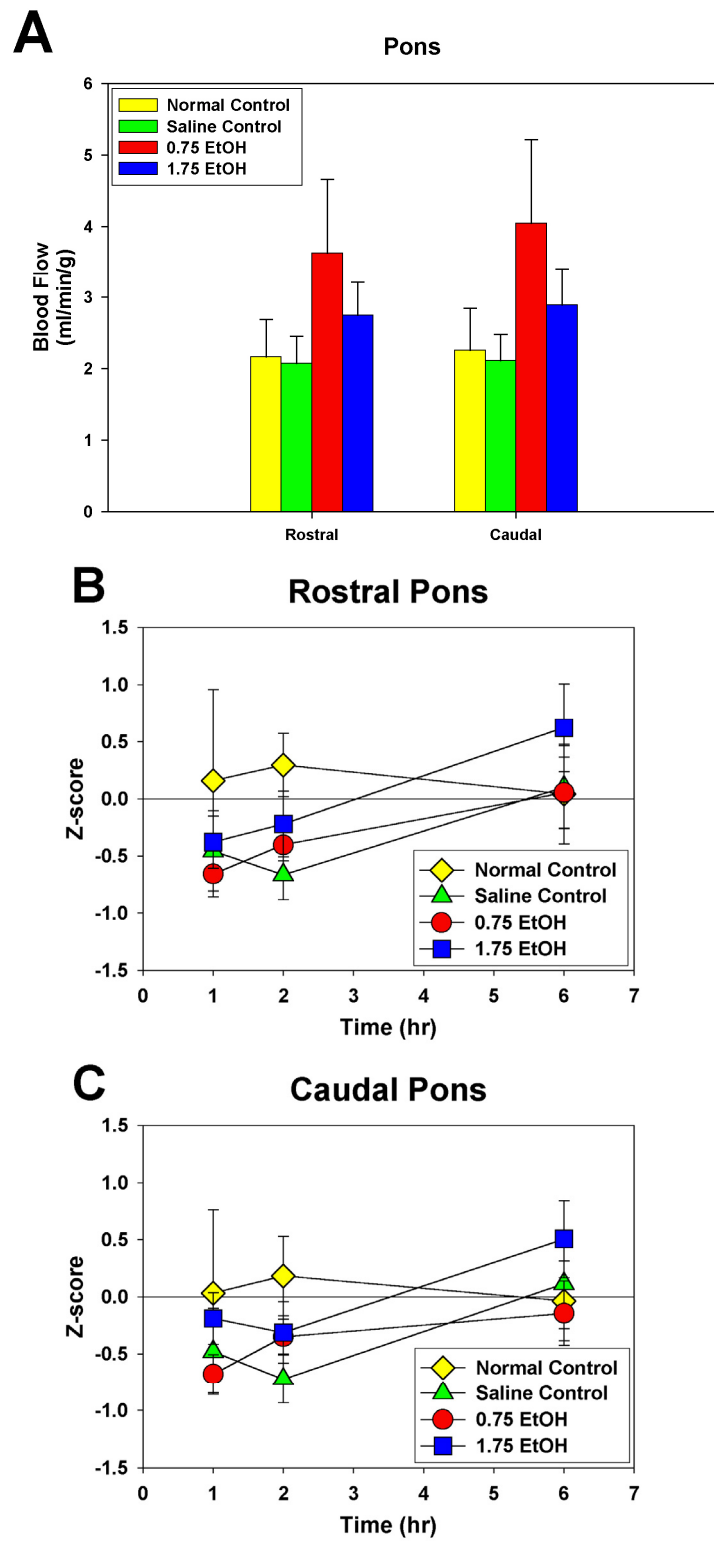 A
Pons
6
5
4
3
2
1
0
Blood Flow
(ml/min/g)
Normal Control
Saline Control
0.75 EtOH
1.75 EtOH
Rostral
Caudal
B
Rostral Pons
1.5
1.0
0.5
0.0
-0.5
-1.0
-1.5
Z-score
Normal Control
Saline Control
0.75 EtOH
1.75 EtOH
0 1 2 3 4 5 6 7
Time (hr)
C
Caudal Pons
1.5
1.0
0.5
0.0
-0.5
-1.0
-1.5
Z-score
Normal Control
Saline Control
0.75 EtOH
1.75 EtOH
0 1 2 3 4 5 6 7
Time (hr)